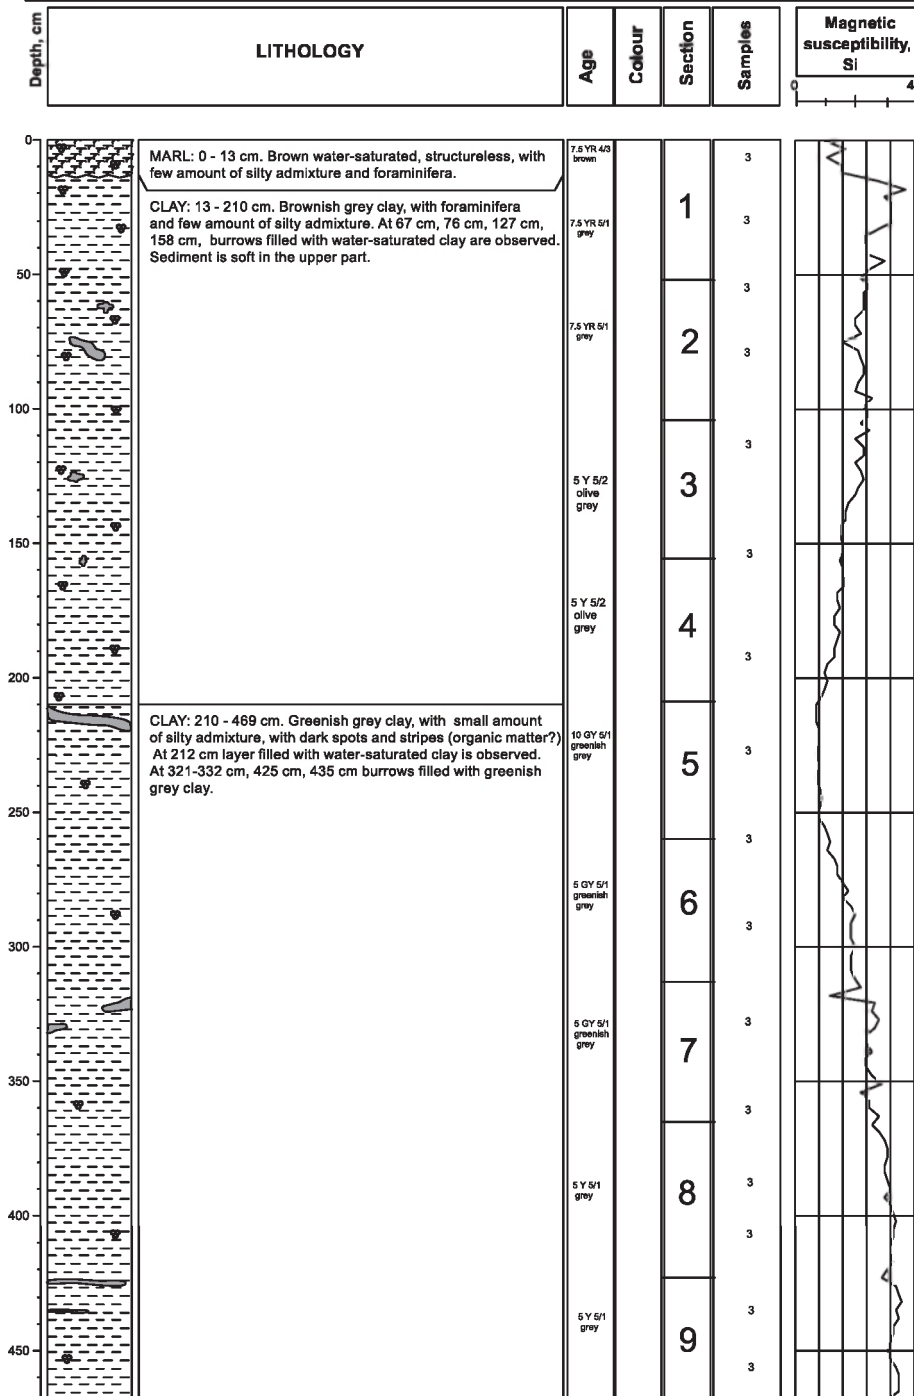 Depth, cm
LITHOLOGY
Age
Colour
Section
Samples
Magnetic
susceptibility,
Si
0 4
0
MARL: 0 - 13 cm. Brown water-saturated, structureless, with
few amount of silty admixture and foraminifera.
7.5 YR 4/3
brown
3
CLAY: 13 - 210 cm. Brownish grey clay, with foraminifera
and few amount of silty admixture. At 67 cm, 76 cm, 127 cm,
158 cm, burrows filled with water-saturated clay are observed.
Sediment is soft in the upper part.
7.5 YR 5/1
grey
1
3
50
3
7.5 YR 5/1
grey
2
3
100
3
5 Y 5/2
olive
grey
3
150
3
5 Y 5/2
olive
grey
4
3
200
CLAY: 210 - 469 cm. Greenish grey clay, with small amount
of silty admixture, with dark spots and stripes (organic matter?)
At 212 cm layer filled with water-saturated clay is observed.
At 321-332 cm, 425 cm, 435 cm burrows filled with greenish
grey clay.
10 GY 5/1
greenish
grey
5
3
250
3
5 GY 5/1
greenish
grey
6
3
300
5 GY 5/1
greenish
grey
7
3
350
3
5 Y 5/1
grey
8
3
400
3
5 Y 5/1
grey
9
3
450
3